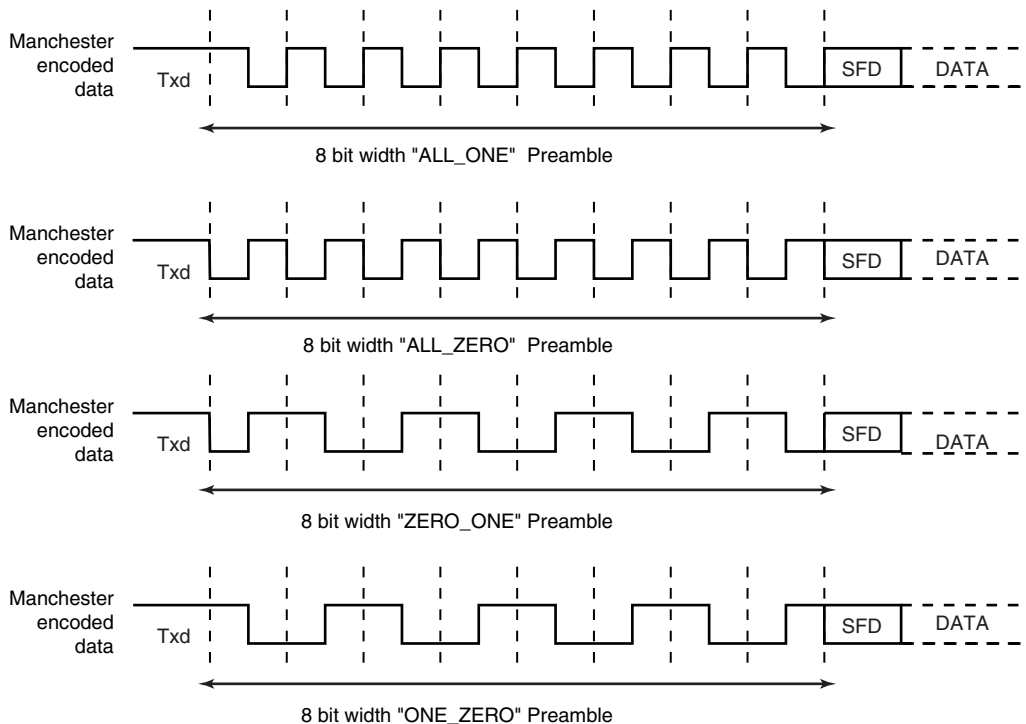 Manchester
encoded
data
Txd
SFD
DATA
8 bit width "ALL_ONE" Preamble
Manchester
encoded
data
Txd
SFD
DATA
8 bit width "ALL_ZERO" Preamble
Manchester
encoded
data
Txd
SFD
DATA
8 bit width "ZERO_ONE" Preamble
Manchester
encoded
data
Txd
SFD
DATA
8 bit width "ONE_ZERO" Preamble